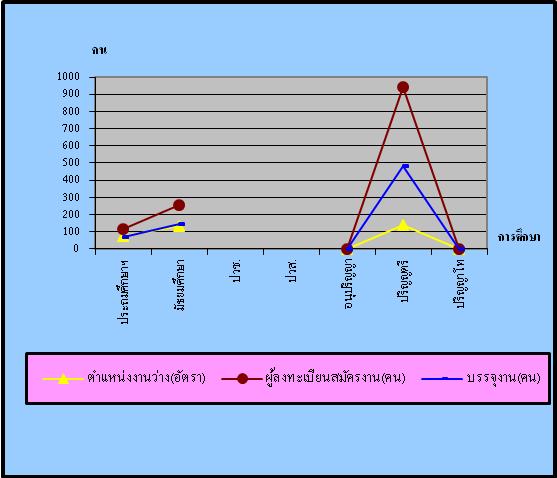 คน
1000
900
800
700
600
500
400
300
200
100
0
การศึกษา
ประถมศึกษาฯ
มัธยมศึกษา
ปวช.
ปวส.
อนุปริญญา
ปริญญตรี
ปริญญาโท
ตำแหน่งงานว่าง(อัตรา) ผู้ลงทะเบียนสมัครงาน(คน) บรรจุงาน(คน)